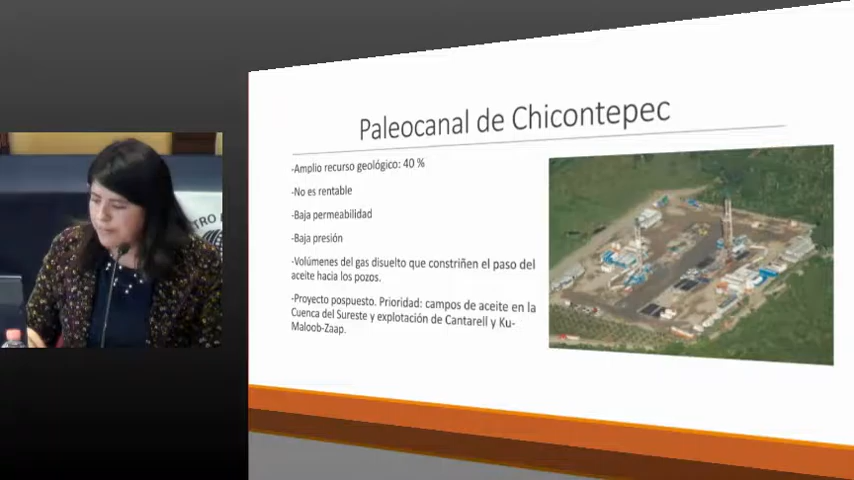 Paleocanal de Chicontepec
-Amplio recurso geológico: 40 %
-No es rentable
-Baja permeabilidad
-Baja presión
-Volúmenes del gas disuelto que constriñen el paso del
aceite hacia los pozos.
-Proyecto pospuesto. Prioridad: campos de aceite en la
Cuenca del Sureste y explotación de Cantarell y Ku-
Maloob-Zaap.